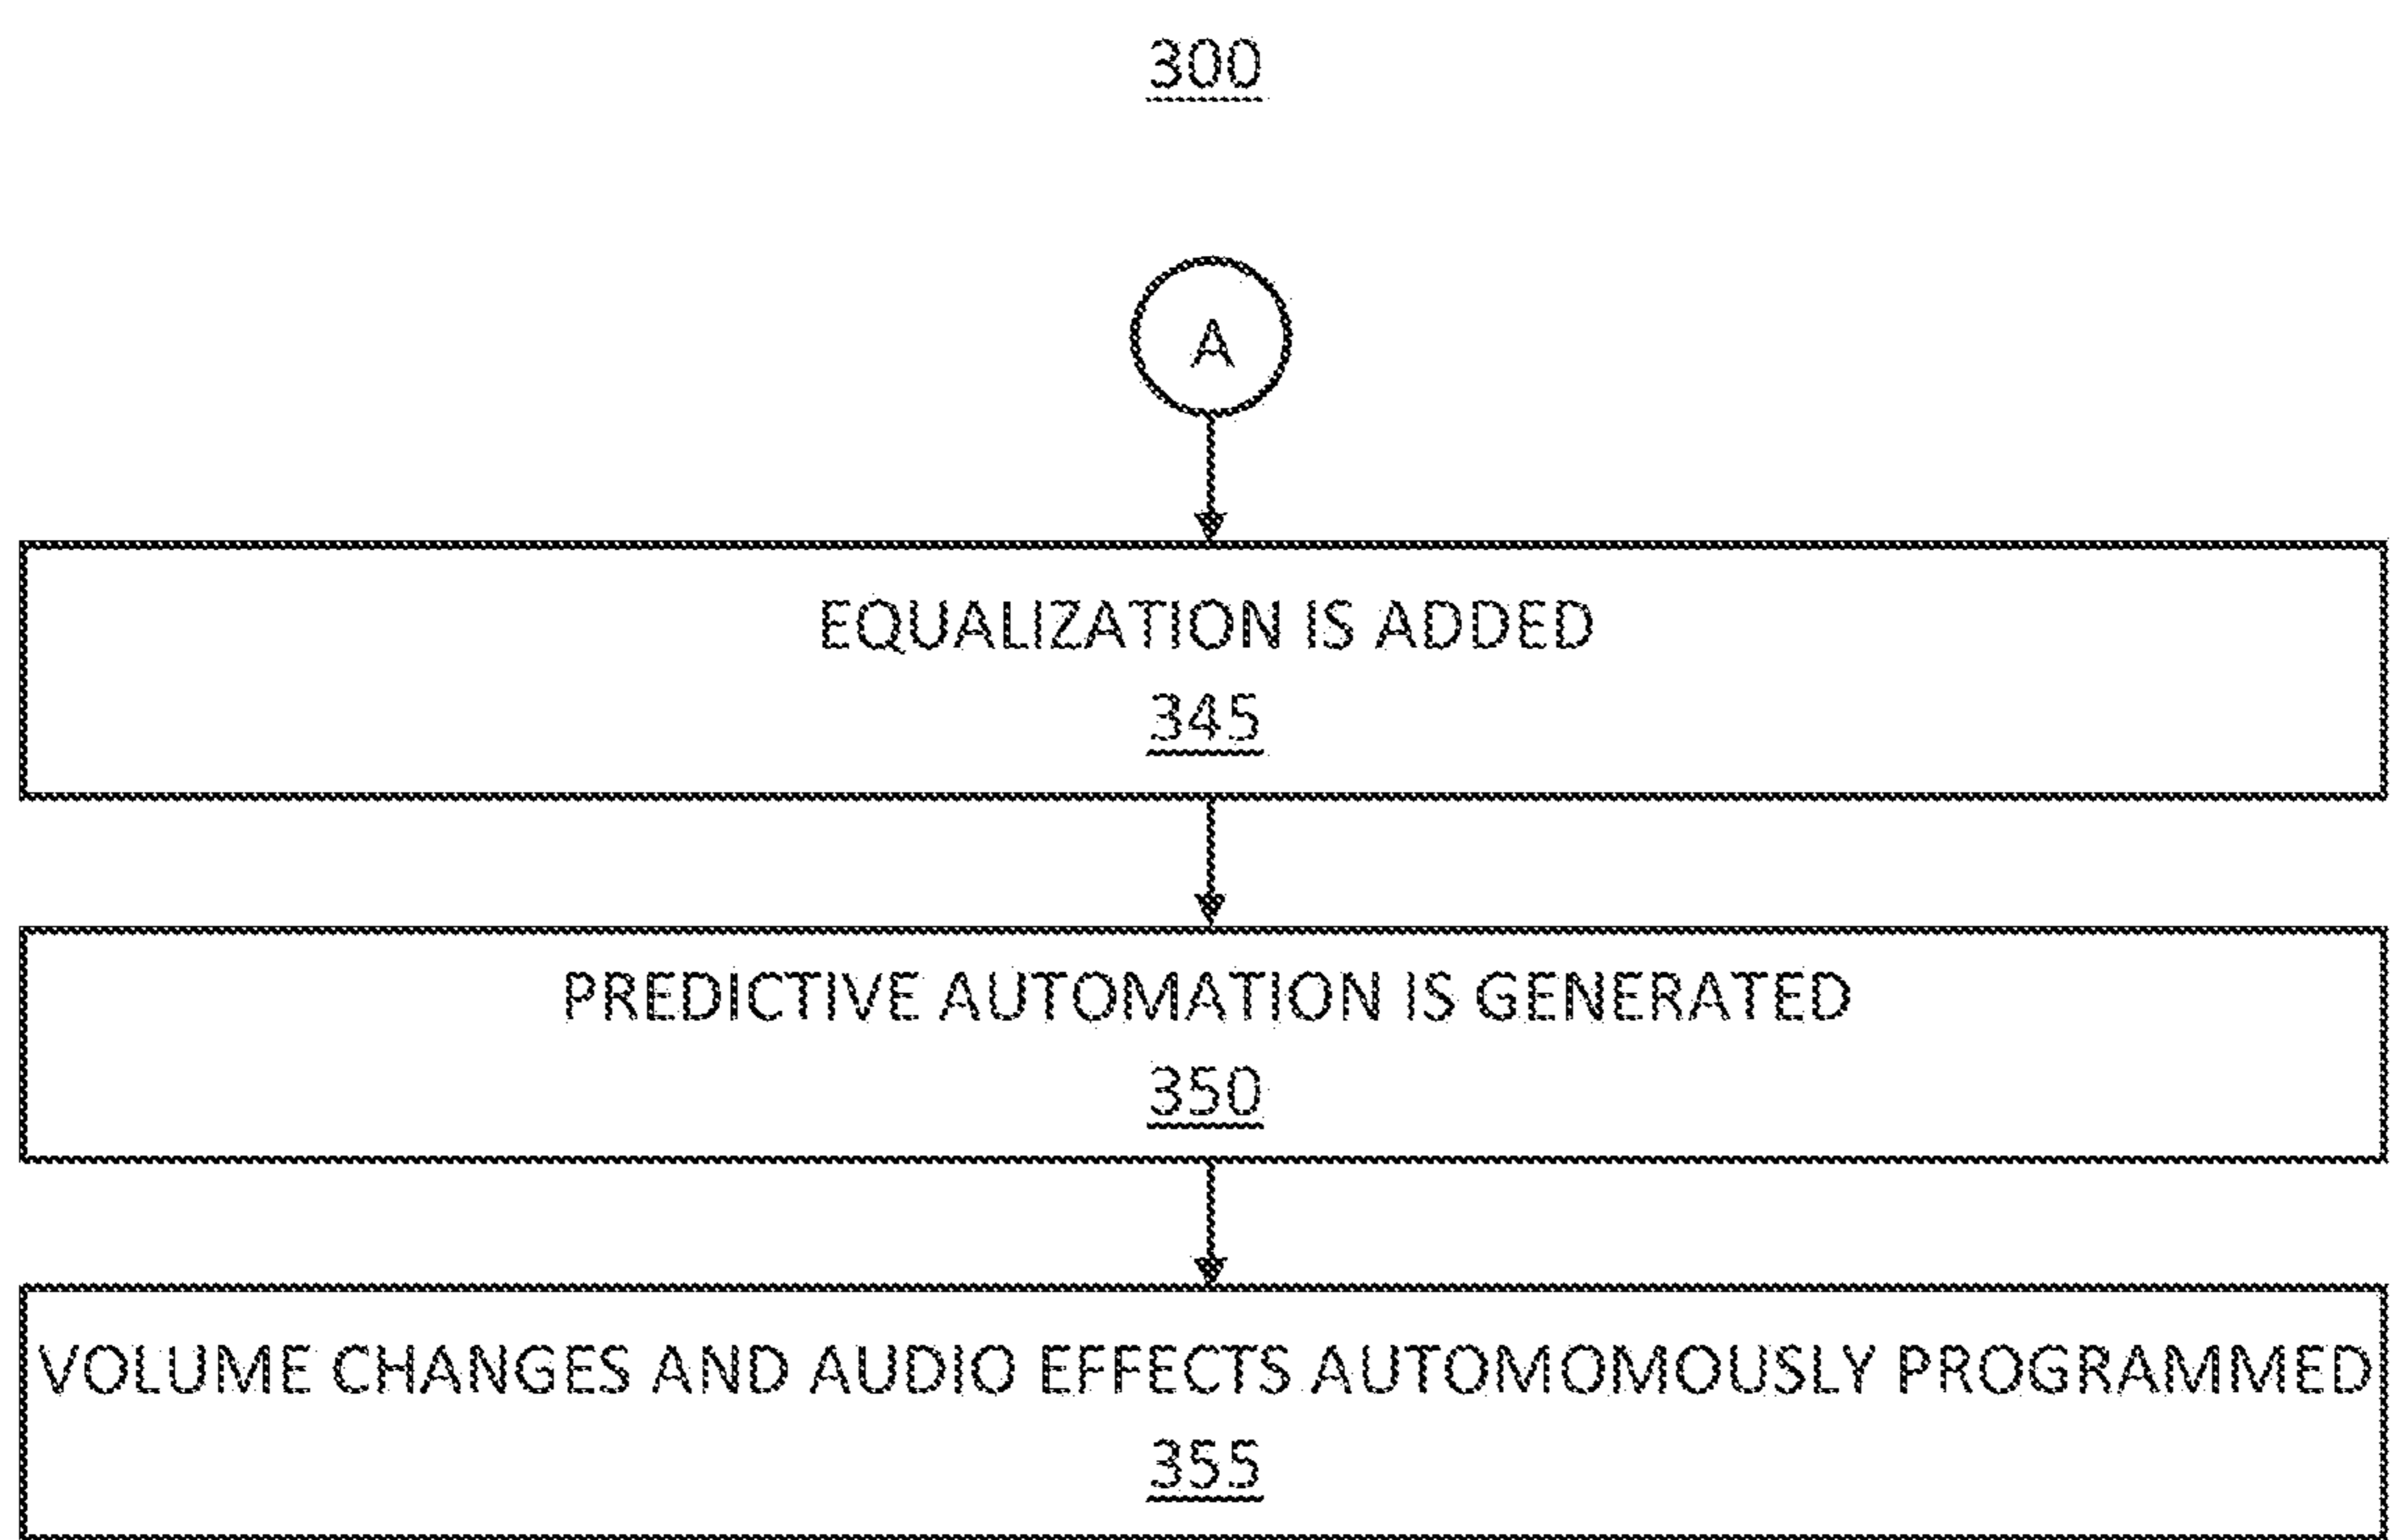 300
A
EQUALIZATION IS ADDED
345
PREDICTIVE AUTOMATION IS GENERATED
350
VOLUME CHANGES AND AUDIO EFFECTS AUTOMOMOUSLY PROGRAMMED
355